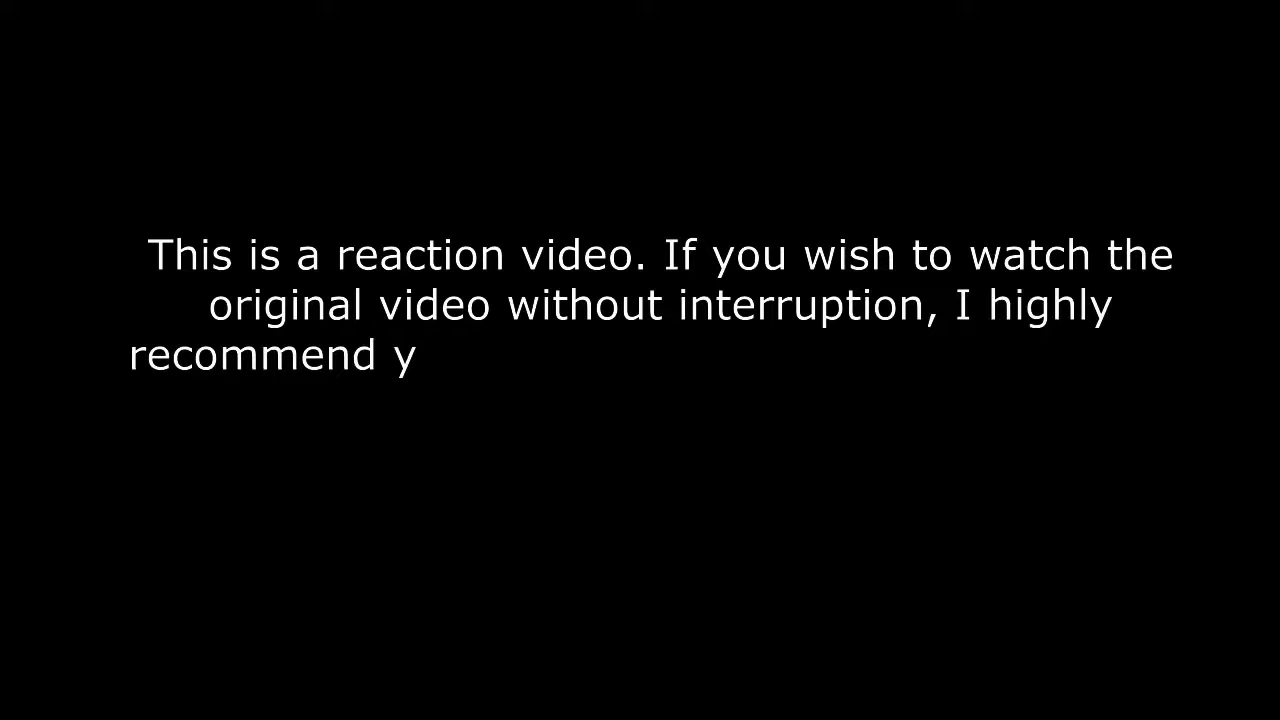 This is a reaction video. If you wish to watch the
original video without interruption, I highly
recommend y